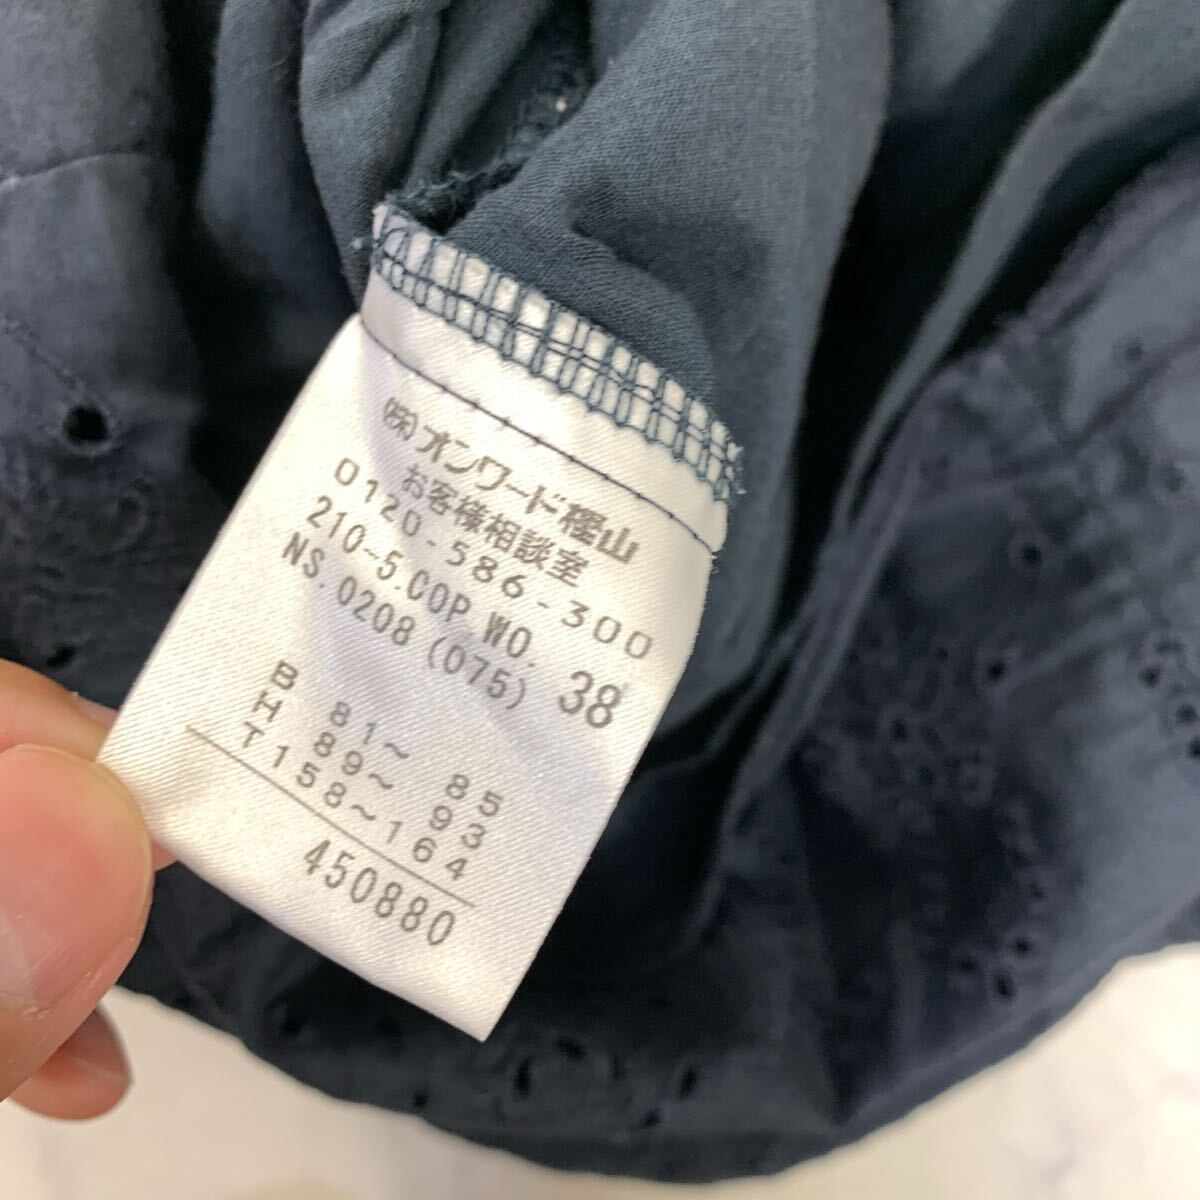 (株)オンワード樫山
お客様相談室
0120-586-300
210-5.COP WO. 38
NS.0208(075)
B 81～ 85
H 89～ 93
T158～164
450880